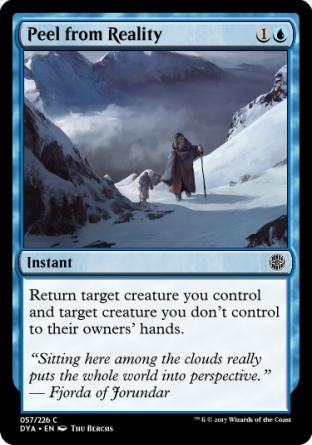 Peel from Reality 1
Instant
Return target creature you control
and target creature you don't control
to their owners' hands.
"Sitting here among the clouds really
puts the whole world into perspective."
— Fjorda of Jorundar
057/226 C
DYA • EN Thu Berchs
™ & © 2017 Wizards of the Coast